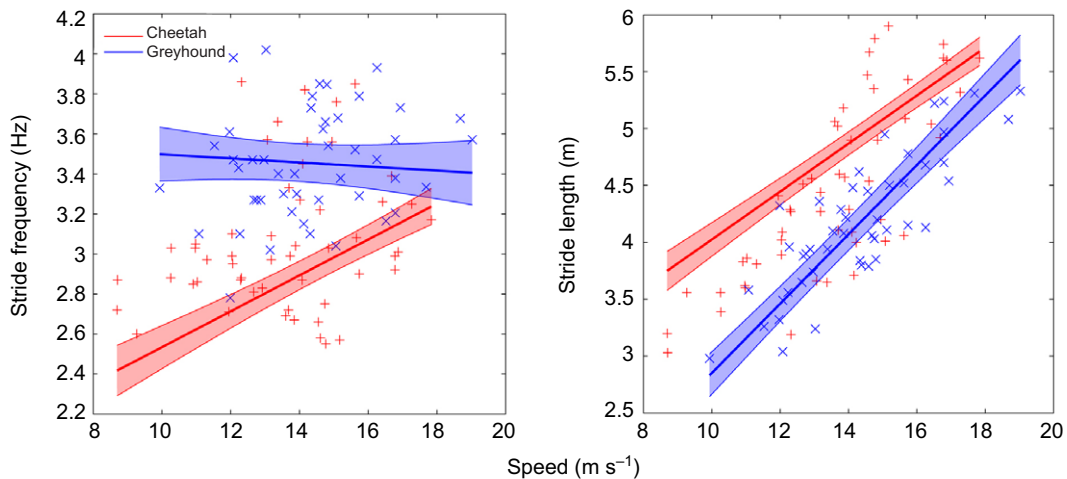 4.2
4
3.8
3.6
3.4
3.2
3
2.8
2.6
2.4
2.2
8 10 12 14 16 18 20
Stride frequency (Hz)
Cheetah
Greyhound
6
5.5
5
4.5
4
3.5
3
2.5
8 10 12 14 16 18 20
Stride length (m)
Speed (m s⁻¹)